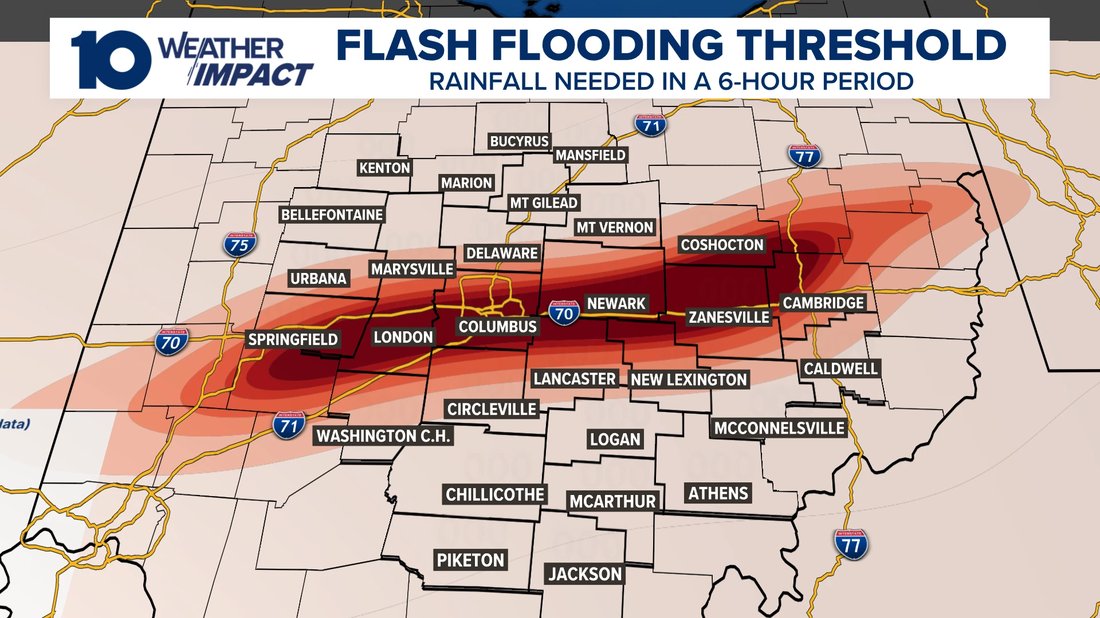 10 WEATHER IMPACT
FLASH FLOODING THRESHOLD
RAINFALL NEEDED IN A 6-HOUR PERIOD
71
BUCYRUS
MANSFIELD
77
KENTON
MARION
MT GILEAD
BELLEFONTAINE
MT VERNON
75
DELAWARE
COSHOCTON
MARYSVILLE
URBANA
NEWARK
CAMBRIDGE
70
ZANESVILLE
COLUMBUS
70
SPRINGFIELD
LONDON
CALDWELL
LANCASTER
NEW LEXINGTON
CIRCLEVILLE
data)
71
WASHINGTON C.H.
MCCONNELSVILLE
LOGAN
CHILLICOTHE
MCARTHUR
ATHENS
77
PIKETON
JACKSON